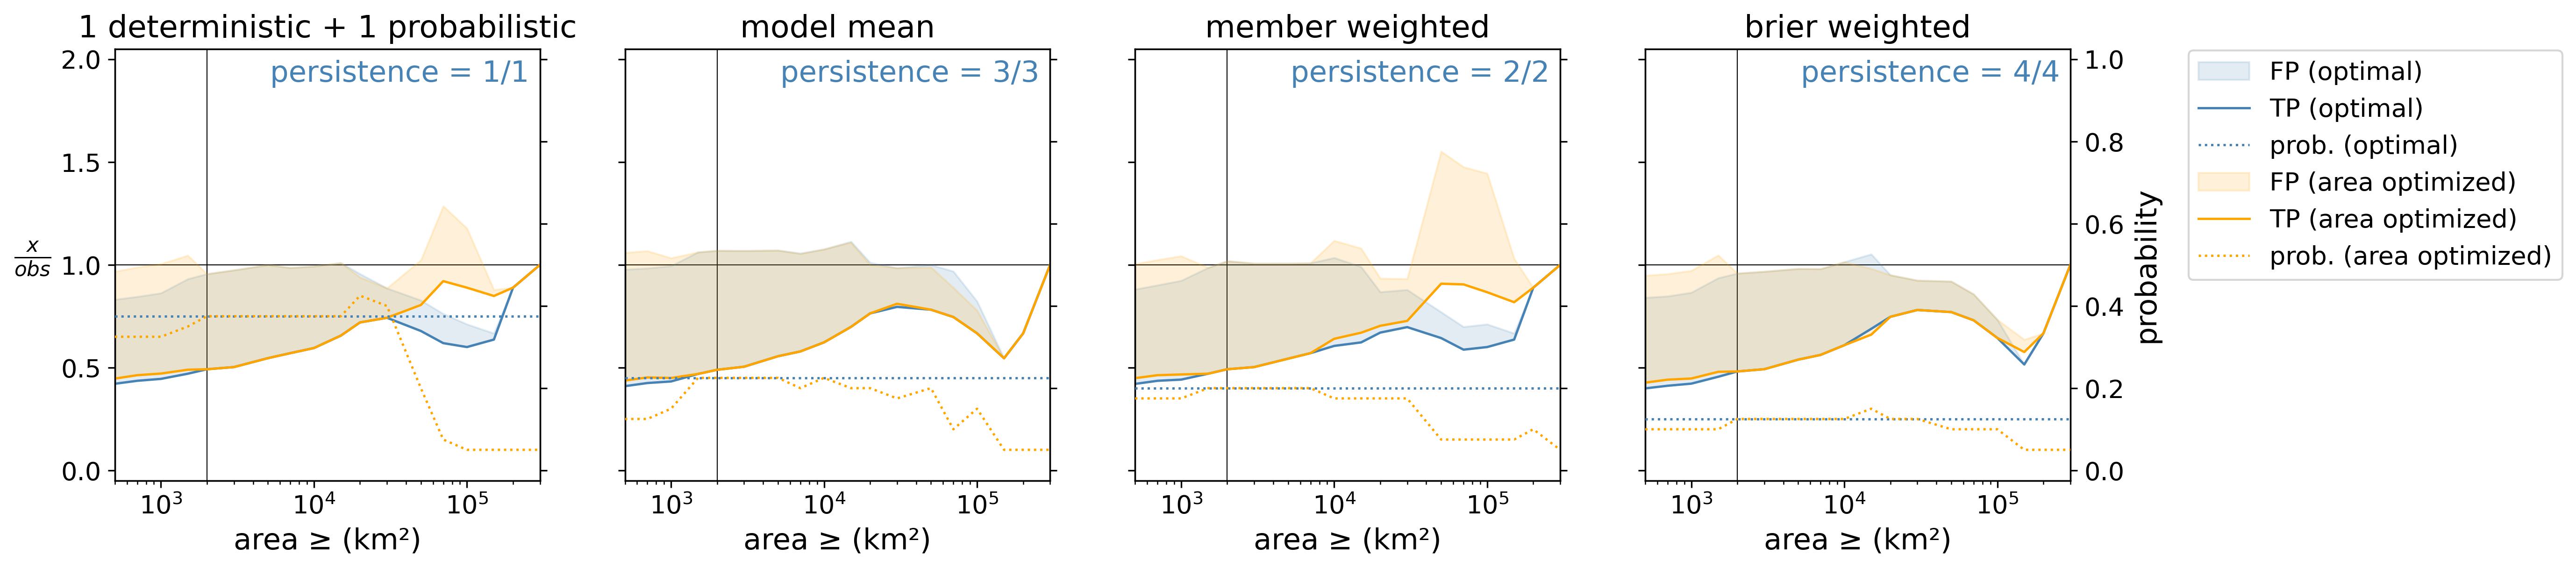 1 deterministic + 1 probabilistic
model mean
member weighted
brier weighted
persistence = 1/1
persistence = 3/3
persistence = 2/2
persistence = 4/4
x
obs
2.0
1.5
1.0
0.5
0.0
10³
10⁴
10⁵
area ≥ (km²)
10³
10⁴
10⁵
area ≥ (km²)
10³
10⁴
10⁵
area ≥ (km²)
10³
10⁴
10⁵
area ≥ (km²)
1.0
0.8
0.6
0.4
0.2
0.0
probability
FP (optimal)
TP (optimal)
prob. (optimal)
FP (area optimized)
TP (area optimized)
prob. (area optimized)